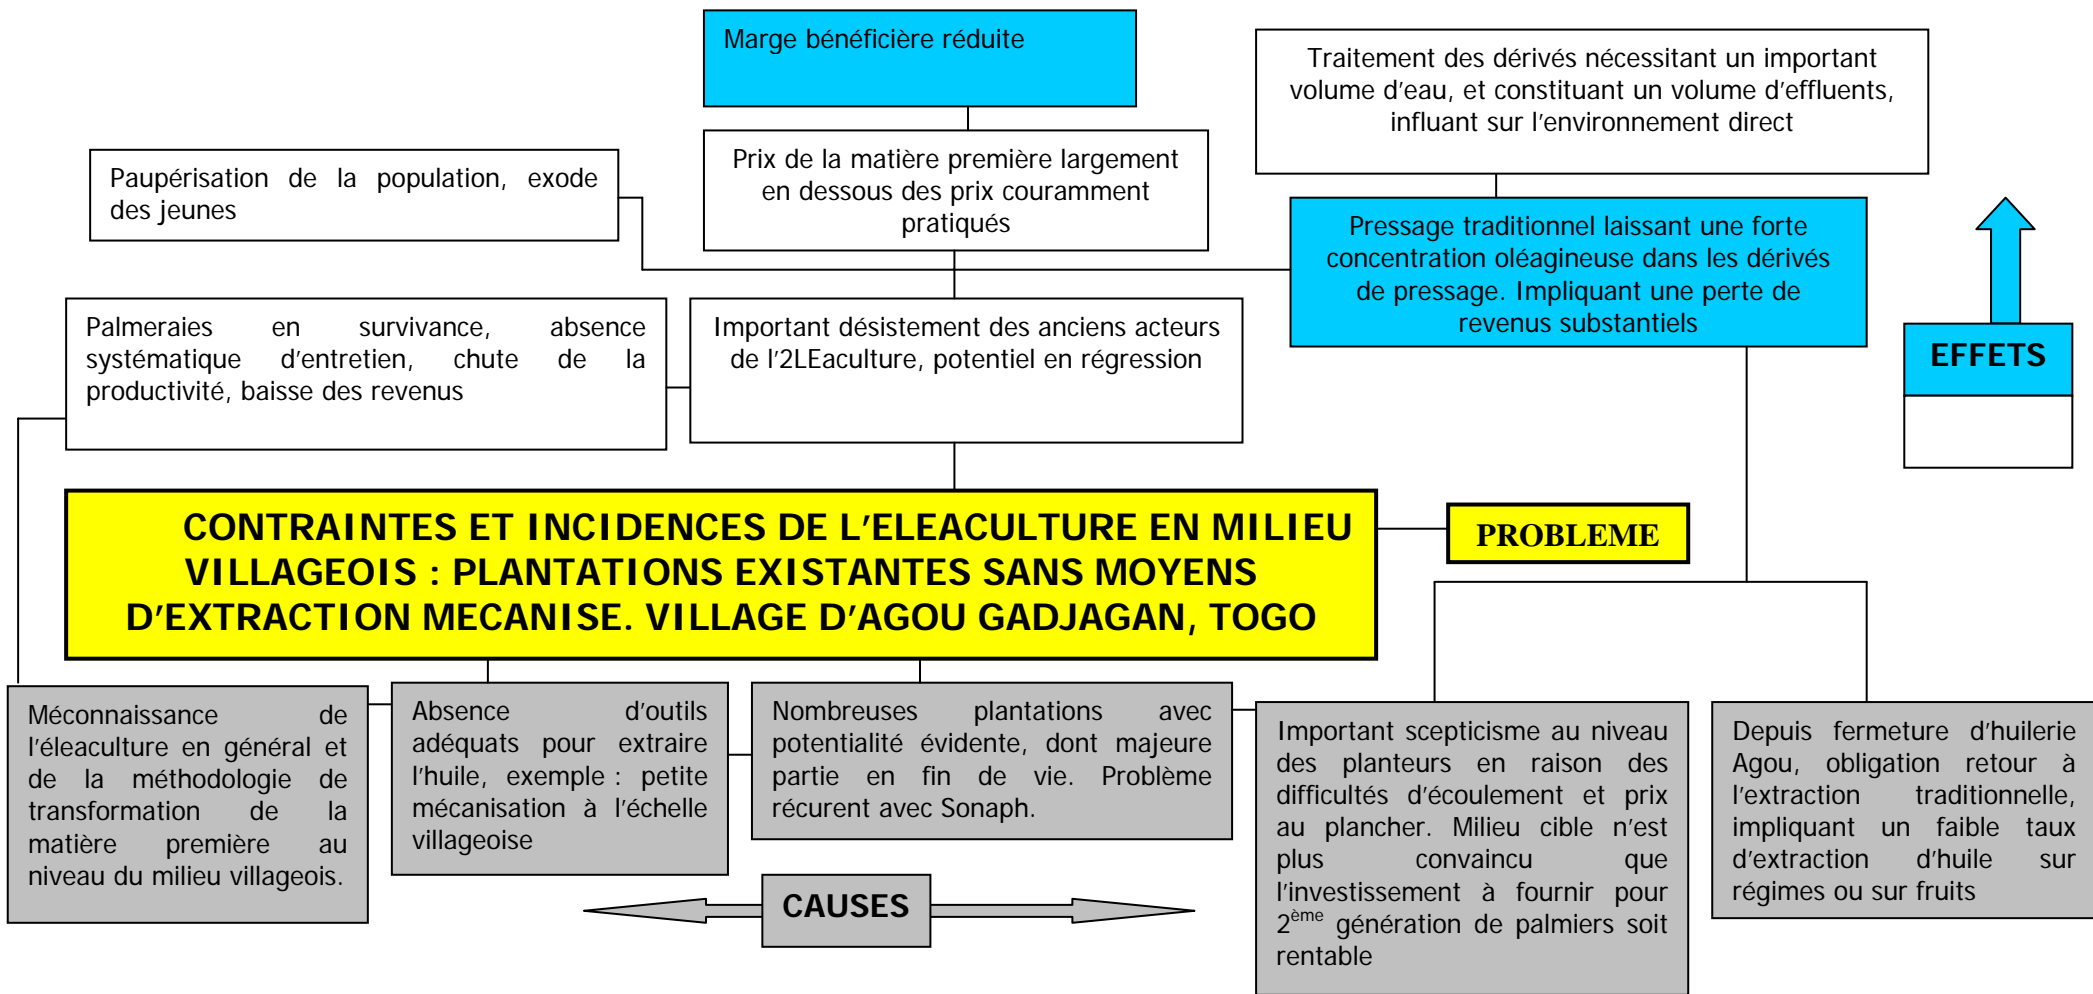 Marge bénéficière réduite
Traitement des dérivés nécessitant un important
volume d'eau, et constituant un volume d'effluents,
influant sur l'environnement direct
Prix de la matière première largement
en dessous des prix couramment
pratiqués
Paupérisation de la population, exode
des jeunes
Pressage traditionnel laissant une forte
concentration oléagineuse dans les dérivés
de pressage. Impliquant une perte de
revenus substantiels
EFFETS
Palmeraies en survivance, absence
systématique d'entretien, chute de la
productivité, baisse des revenus
Important désistement des anciens acteurs
de l'2LEaculture, potentiel en régression
CONTRAINTES ET INCIDENCES DE L'ELEACULTURE EN MILIEU
VILLAGEOIS : PLANTATIONS EXISTANTES SANS MOYENS
D'EXTRACTION MECANISE. VILLAGE D'AGOU GADJAGAN, TOGO
PROBLEME
Méconnaissance de
l'éleaculture en général et
de la méthodologie de
transformation de la
matière première au
niveau du milieu villageois.
Absence d'outils
adéquats pour extraire
l'huile, exemple : petite
mécanisation à l'échelle
villageoise
Nombreuses plantations avec
potentialité évidente, dont majeure
partie en fin de vie. Problème
récurent avec Sonaph.
Important scepticisme au niveau
des planteurs en raison des
difficultés d'écoulement et prix
au plancher. Milieu cible n'est
plus convaincu que
l'investissement à fournir pour
2ème génération de palmiers soit
rentable
Depuis fermeture d'huilerie
Agou, obligation retour à
l'extraction traditionnelle,
impliquant un faible taux
d'extraction d'huile sur
régimes ou sur fruits
CAUSES